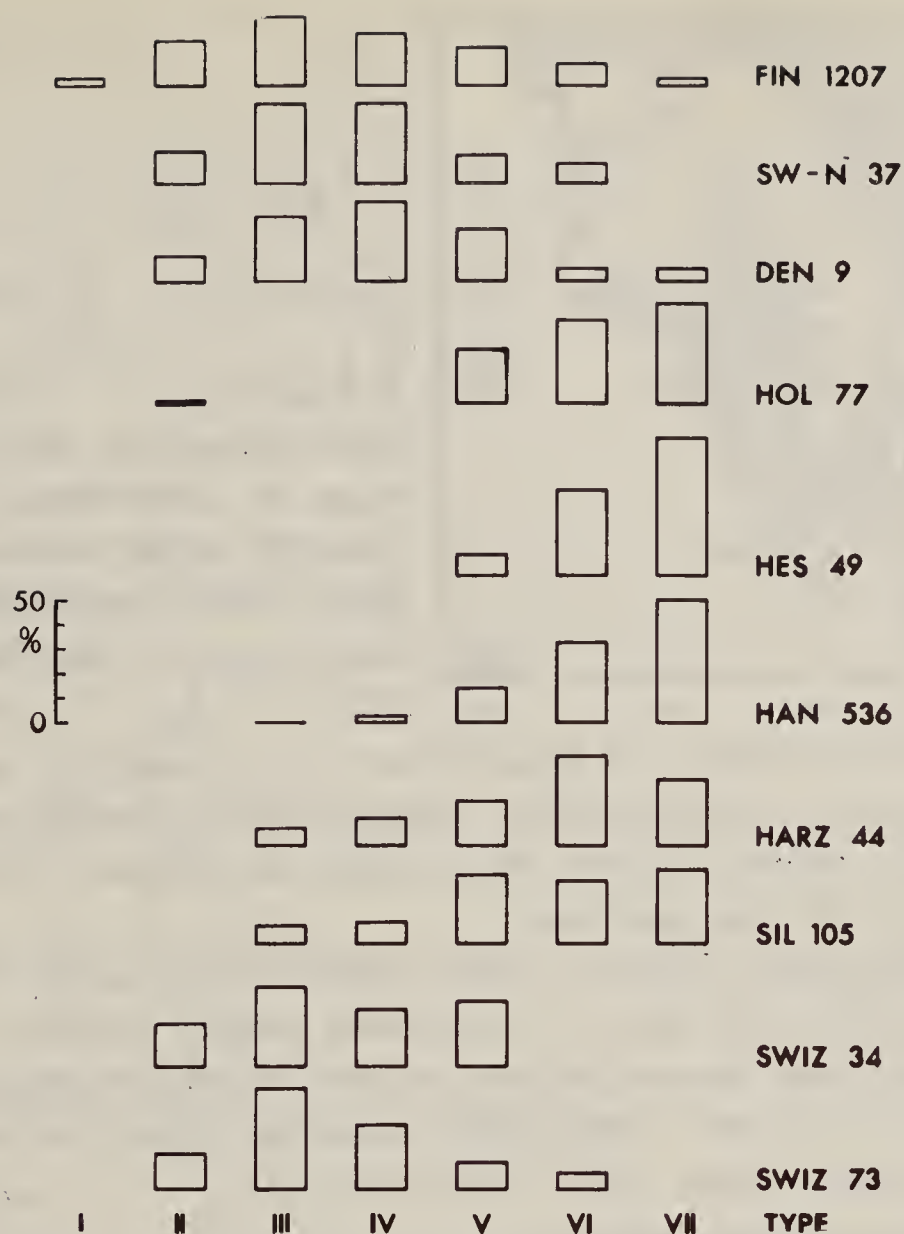 FIN 1207
SW-N 37
DEN 9
HOL 77
HES 49
50
%
0
HAN 536
HARZ 44
SIL 105
SWIZ 34
SWIZ 73
I II III IV V VI VII TYPE